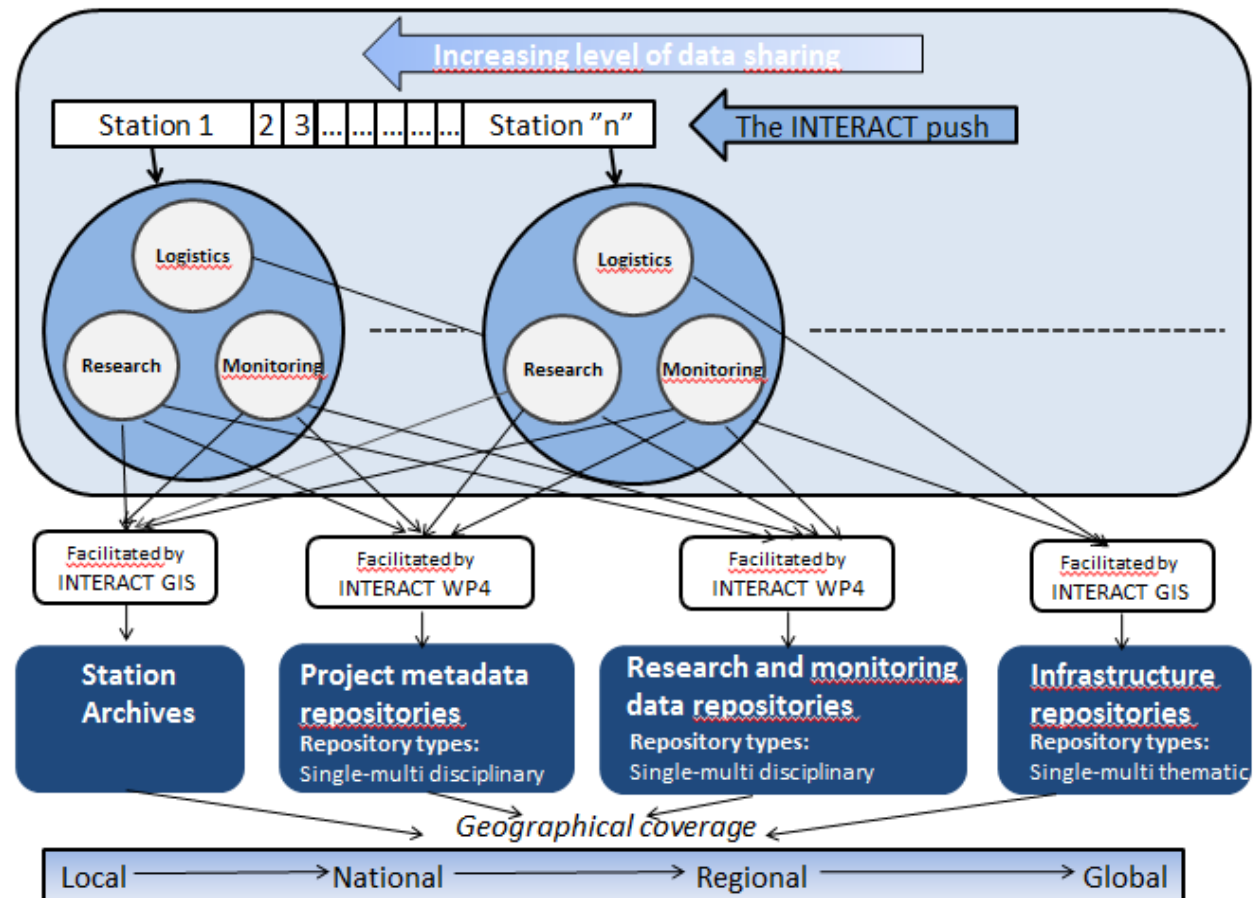 Increasing level of data sharing
Station 1 2 3 ... ... ... ... ... Station ”n”
The INTERACT push
Logistics
Research
Monitoring
Logistics
Research
Monitoring
Facilitated by
INTERACT GIS
Facilitated by
INTERACT WP4
Facilitated by
INTERACT WP4
Facilitated by
INTERACT GIS
Station
Archives
Project metadata
repositories
Repository types:
Single-multi disciplinary
Research and monitoring
data repositories
Repository types:
Single-multi disciplinary
Infrastructure
repositories
Repository types:
Single-multi thematic
Geographical coverage
Local National Regional Global